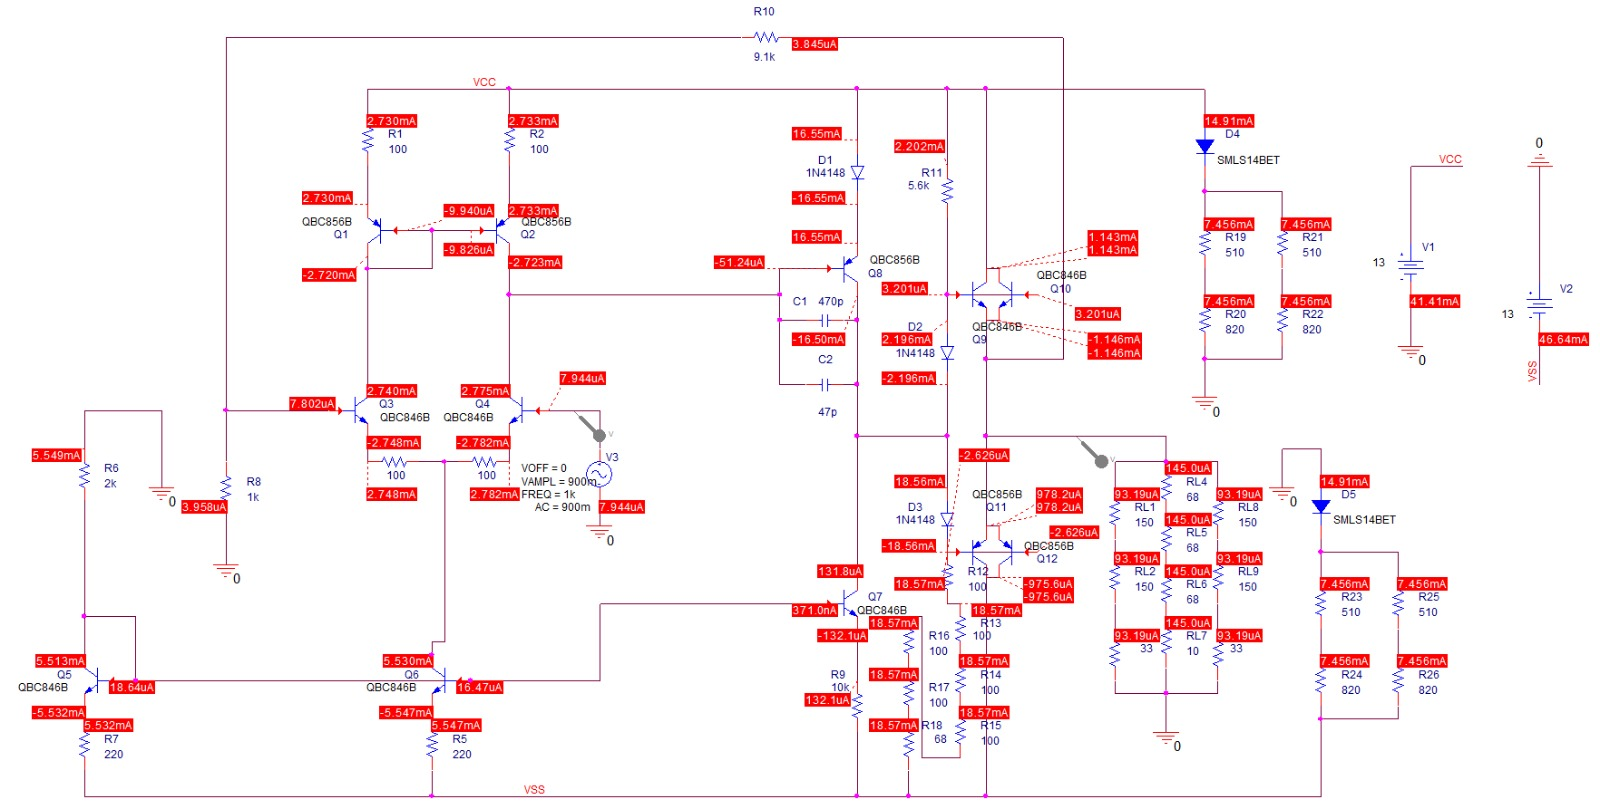 R10
3.845uA
9.1k
VCC
2.730mA
R1
100
2.733mA
R2
100
2.730mA
QBC856B
Q1
-9.940uA
-9.826uA
2.733mA
QBC856B
Q2
-2.720mA
-2.723mA
16.55mA
D1
1N4148
-16.55mA
16.55mA
-51.24uA
QBC856B
Q8
C1
470p
-16.50mA
C2
47p
2.202mA
R11
5.6k
3.201uA
D2
2.196mA
1N4148
-2.196mA
1.143mA
1.143mA
QBC846B
Q10
3.201uA
QBC846B
Q9
-1.146mA
-1.146mA
14.91mA
D4
SMLS14BET
7.456mA
R19
510
7.456mA
R21
510
7.456mA
R20
820
7.456mA
R22
820
0
VCC
V1
13
41.41mA
0
0
V2
13
46.64mA
VSS
7.802uA
2.740mA
Q3
QBC846B
2.775mA
Q4
QBC846B
7.944uA
-2.748mA
-2.782mA
100
100
2.748mA
2.782mA
V
V3
VOFF = 0
VAMPL = 900m
FREQ = 1k
AC = 900m
7.944uA
0
5.549mA
R6
2k
0
R8
1k
3.958uA
0
-2.626uA
18.56mA
D3
1N4148
-18.56mA
QBC856B
Q11
978.2uA
978.2uA
-2.626uA
QBC856B
Q12
-975.6uA
-975.6uA
18.57mA
R12
100
131.8uA
Q7
QBC846B
371.0nA
-132.1uA
R9
10k
132.1uA
18.57mA
R16
100
18.57mA
R17
100
18.57mA
R18
68
18.57mA
R13
100
18.57mA
R14
100
18.57mA
R15
100
V
145.0uA
RL4
68
93.19uA
RL1
150
93.19uA
RL8
150
145.0uA
RL5
68
93.19uA
RL2
150
145.0uA
RL6
68
93.19uA
RL9
150
93.19uA
33
145.0uA
RL7
10
93.19uA
33
0
0
14.91mA
D5
SMLS14BET
7.456mA
R23
510
7.456mA
R25
510
7.456mA
R24
820
7.456mA
R26
820
5.513mA
Q5
QBC846B
18.64uA
-5.532mA
5.532mA
R7
220
5.530mA
Q6
QBC846B
16.47uA
-5.547mA
5.547mA
R5
220
VSS